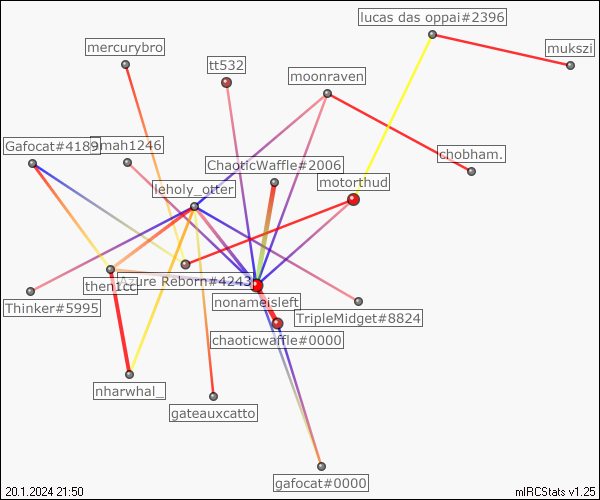 lucas das oppai#2396
mercurybro
mukszi
tt532
moonraven
Gafocat#4189
mah1246
chobham.
ChaoticWaffle#2006
motorthud
leholy_otter
Azure Reborn#4243
then1cc
nonameisleft
Thinker#5995
TripleMidget#8824
chaoticwaffle#0000
nharwhal_
gateauxcatto
gafocat#0000
20.1.2024 21:50
mIRCStats v1.25